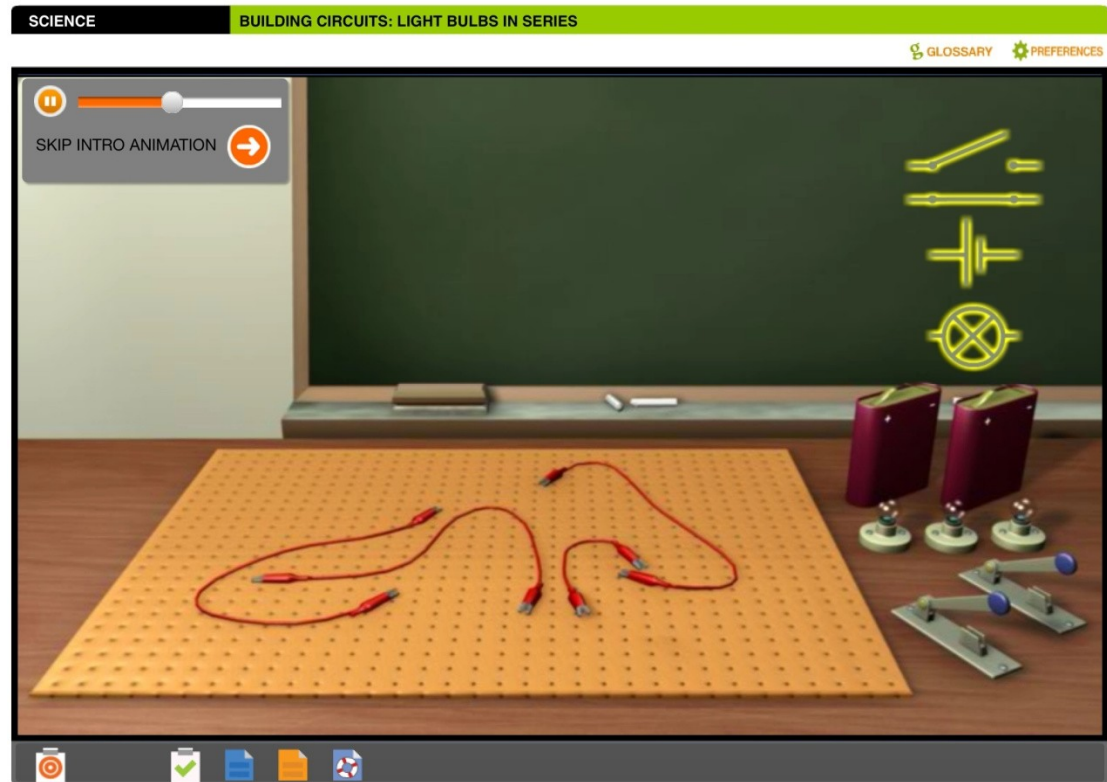 SCIENCE
BUILDING CIRCUITS: LIGHT BULBS IN SERIES
g GLOSSARY
PREFERENCES
SKIP INTRO ANIMATION
+ -
+ -